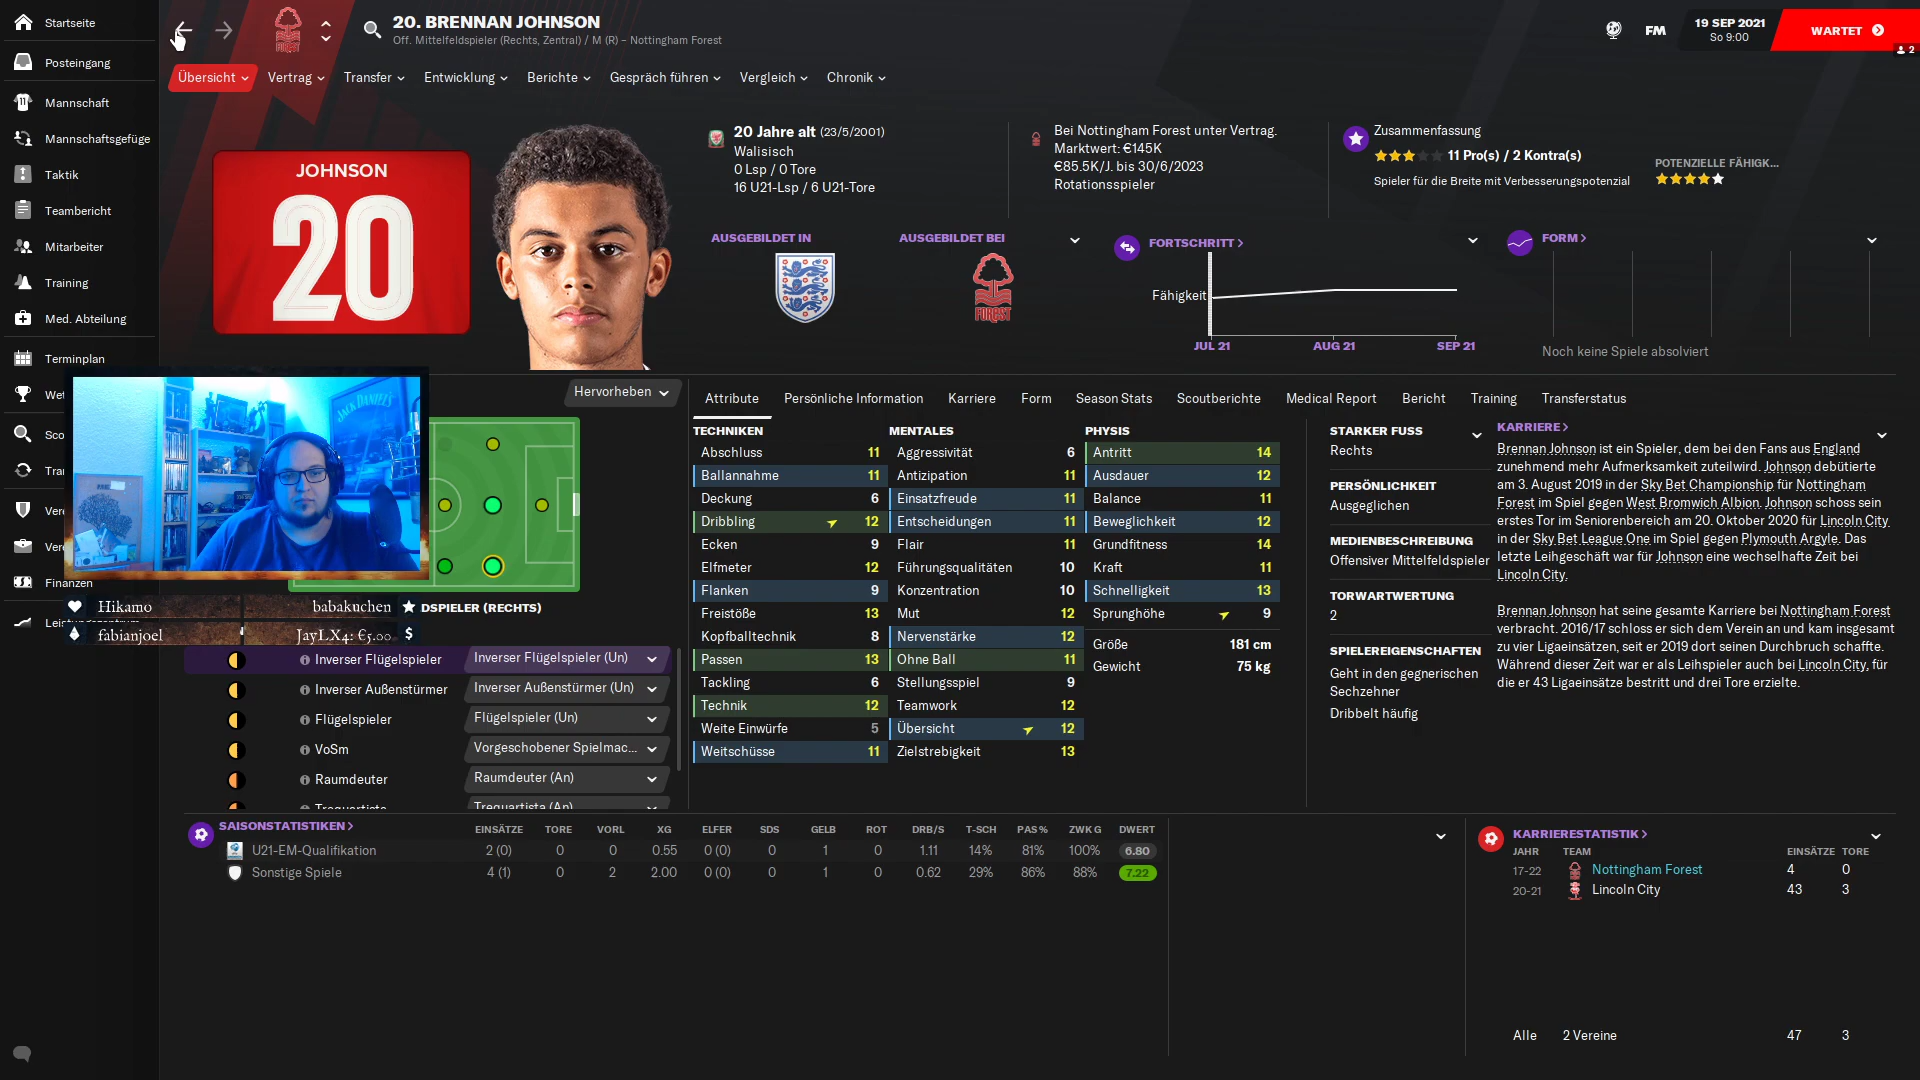 Startseite
Posteingang
Mannschaft
Mannschaftsgefüge
Taktik
Teambericht
Mitarbeiter
Training
Med. Abteilung
Terminplan
Finanzen
20. BRENNAN JOHNSON
Off. Mittelfeldspieler (Rechts, Zentral) / M (R) – Nottingham Forest
FM
19 SEP 2021
So 9:00
WARTET
2
Übersicht
Vertrag
Transfer
Entwicklung
Berichte
Gespräch führen
Vergleich
Chronik
JOHNSON
20
20 Jahre alt (23/5/2001)
Walisisch
0 Lsp / 0 Tore
16 U21-Lsp / 6 U21-Tore
Bei Nottingham Forest unter Vertrag.
Marktwert: €145K
€85.5K/J. bis 30/6/2023
Rotationsspieler
Zusammenfassung
11 Pro(s) / 2 Kontra(s)
Spieler für die Breite mit Verbesserungspotenzial
POTENZIELLE FÄHIGK...
AUSGEBILDET IN
AUSGEBILDET BEI
FOREST
FORTSCHRITT
Fähigkeit
JUL 21
AUG 21
SEP 21
FORM
Noch keine Spiele absolviert
Hervorheben
JACK DANIEL'S
Hikamo
babakuchen
fabianjoel
JayLX4: €5.00
DSPIELER (RECHTS)
Inverser Flügelspieler
Inverser Flügelspieler (Un)
Inverser Außenstürmer
Inverser Außenstürmer (Un)
Flügelspieler
Flügelspieler (Un)
VoSm
Vorgeschobener Spielmac...
Raumdeuter
Raumdeuter (An)
Trequartista
Trequartista (An)
Attribute
Persönliche Information
Karriere
Form
Season Stats
Scoutberichte
Medical Report
Bericht
Training
Transferstatus
TECHNIKEN
Abschluss 11
Ballannahme 11
Deckung 6
Dribbling 12
Ecken 9
Elfmeter 12
Flanken 9
Freistöße 13
Kopfballtechnik 8
Passen 13
Tackling 6
Technik 12
Weite Einwürfe 5
Weitschüsse 11
MENTALES
Aggressivität 6
Antizipation 11
Einsatzfreude 11
Entscheidungen 11
Flair 11
Führungsqualitäten 10
Konzentration 10
Mut 12
Nervenstärke 12
Ohne Ball 11
Stellungsspiel 9
Teamwork 12
Übersicht 12
Zielstrebigkeit 13
PHYSIS
Antritt 14
Ausdauer 12
Balance 11
Beweglichkeit 12
Grundfitness 14
Kraft 11
Schnelligkeit 13
Sprunghöhe 9
Größe 181 cm
Gewicht 75 kg
STARKER FUSS
Rechts
PERSÖNLICHKEIT
Ausgeglichen
MEDIENBESCHREIBUNG
Offensiver Mittelfeldspieler
TORWARTWERTUNG
2
SPIELEREIGENSCHAFTEN
Geht in den gegnerischen
Sechzehner
Dribbelt häufig
KARRIERE
Brennan Johnson ist ein Spieler, dem bei den Fans aus England
zunehmend mehr Aufmerksamkeit zuteilwird. Johnson debütierte
am 3. August 2019 in der Sky Bet Championship für Nottingham
Forest im Spiel gegen West Bromwich Albion. Johnson schoss sein
erstes Tor im Seniorenbereich am 20. Oktober 2020 für Lincoln City
in der Sky Bet League One im Spiel gegen Plymouth Argyle. Das
letzte Leihgeschäft war für Johnson eine wechselhafte Zeit bei
Lincoln City.
Brennan Johnson hat seine gesamte Karriere bei Nottingham Forest
verbracht. 2016/17 schloss er sich dem Verein an und kam insgesamt
zu vier Ligaeinsätzen, seit er 2019 dort seinen Durchbruch schaffte.
Während dieser Zeit war er als Leihspieler auch bei Lincoln City, für
die er 43 Ligaeinsätze bestritt und drei Tore erzielte.
SAISONSTATISTIKEN
EINSÄTZE TORE VORL XG ELFER SDS GELB ROT DRB/S T-SCH PAS % ZWK G DWERT
U21-EM-Qualifikation 2 (0) 0 0 0.55 0 (0) 0 1 0 1.11 14% 81% 100% 6.80
Sonstige Spiele 4 (1) 0 2 2.00 0 (0) 0 1 0 0.62 29% 86% 88% 7.22
KARRIERESTATISTIK
JAHR TEAM EINSÄTZE TORE
17-22 Nottingham Forest 4 0
20-21 Lincoln City 43 3
Alle 2 Vereine 47 3